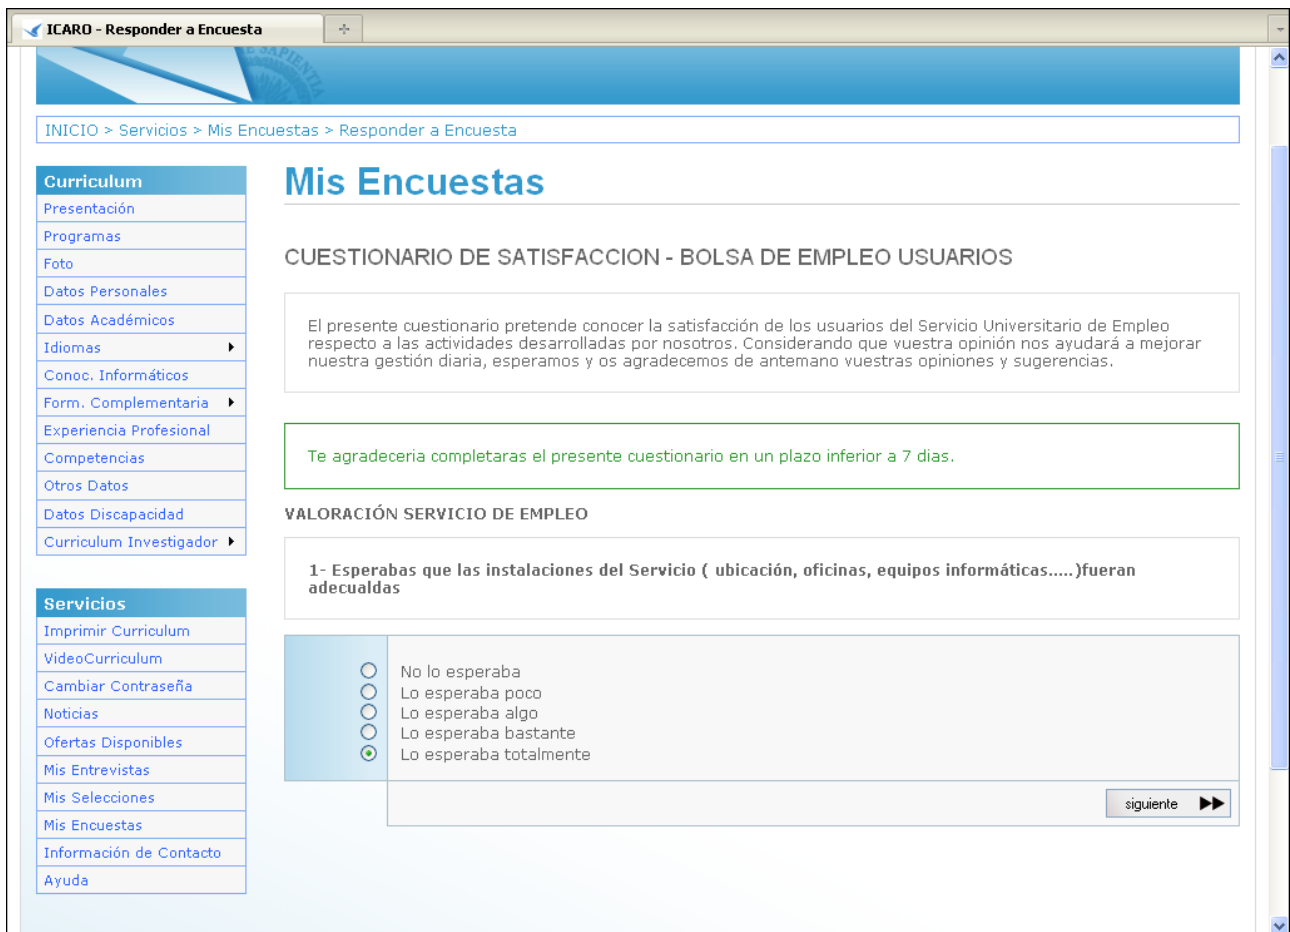 ICARO - Responder a Encuesta
E SAPIENTIA
INICIO > Servicios > Mis Encuestas > Responder a Encuesta
Curriculum
Presentación
Programas
Foto
Datos Personales
Datos Académicos
Idiomas
Conoc. Informáticos
Form. Complementaria
Experiencia Profesional
Competencias
Otros Datos
Datos Discapacidad
Curriculum Investigador
Servicios
Imprimir Curriculum
VideoCurriculum
Cambiar Contraseña
Noticias
Ofertas Disponibles
Mis Entrevistas
Mis Selecciones
Mis Encuestas
Información de Contacto
Ayuda
Mis Encuestas
CUESTIONARIO DE SATISFACCION - BOLSA DE EMPLEO USUARIOS
El presente cuestionario pretende conocer la satisfacción de los usuarios del Servicio Universitario de Empleo
respecto a las actividades desarrolladas por nosotros. Considerando que vuestra opinión nos ayudará a mejorar
nuestra gestión diaria, esperamos y os agradecemos de antemano vuestras opiniones y sugerencias.
Te agradeceria completaras el presente cuestionario en un plazo inferior a 7 dias.
VALORACIÓN SERVICIO DE EMPLEO
1- Esperabas que las instalaciones del Servicio ( ubicación, oficinas, equipos informáticas.....)fueran
adecualdas
No lo esperaba
Lo esperaba poco
Lo esperaba algo
Lo esperaba bastante
Lo esperaba totalmente
siguiente